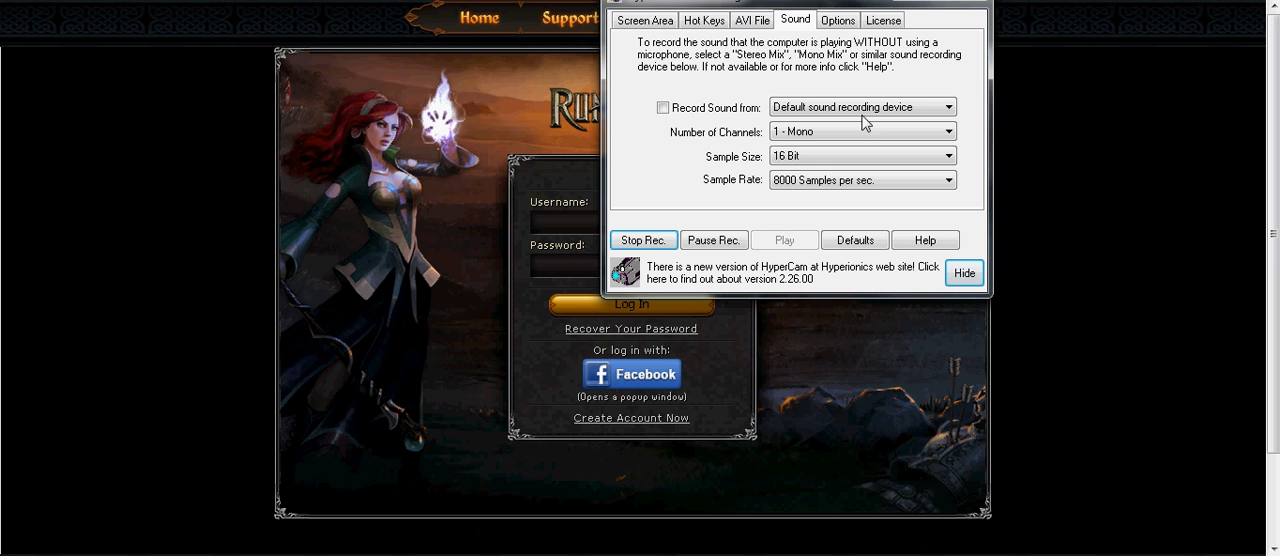 Home
Support
Screen Area
Hot Keys
AVI File
Sound
Options
License
To record the sound that the computer is playing WITHOUT using a
microphone, select a "Stereo Mix", "Mono Mix" or similar sound recording
device below. If not available or for more info click "Help".
Record Sound from: Default sound recording device
Number of Channels: 1 - Mono
Sample Size: 16 Bit
Sample Rate: 8000 Samples per sec.
Stop Rec.
Pause Rec.
Play
Defaults
Help
There is a new version of HyperCam at Hyperionics web site! Click
here to find out about version 2.26.00
Hide
Username:
Password:
Log In
Recover Your Password
Or log in with:
f Facebook
(Opens a popup window)
Create Account Now